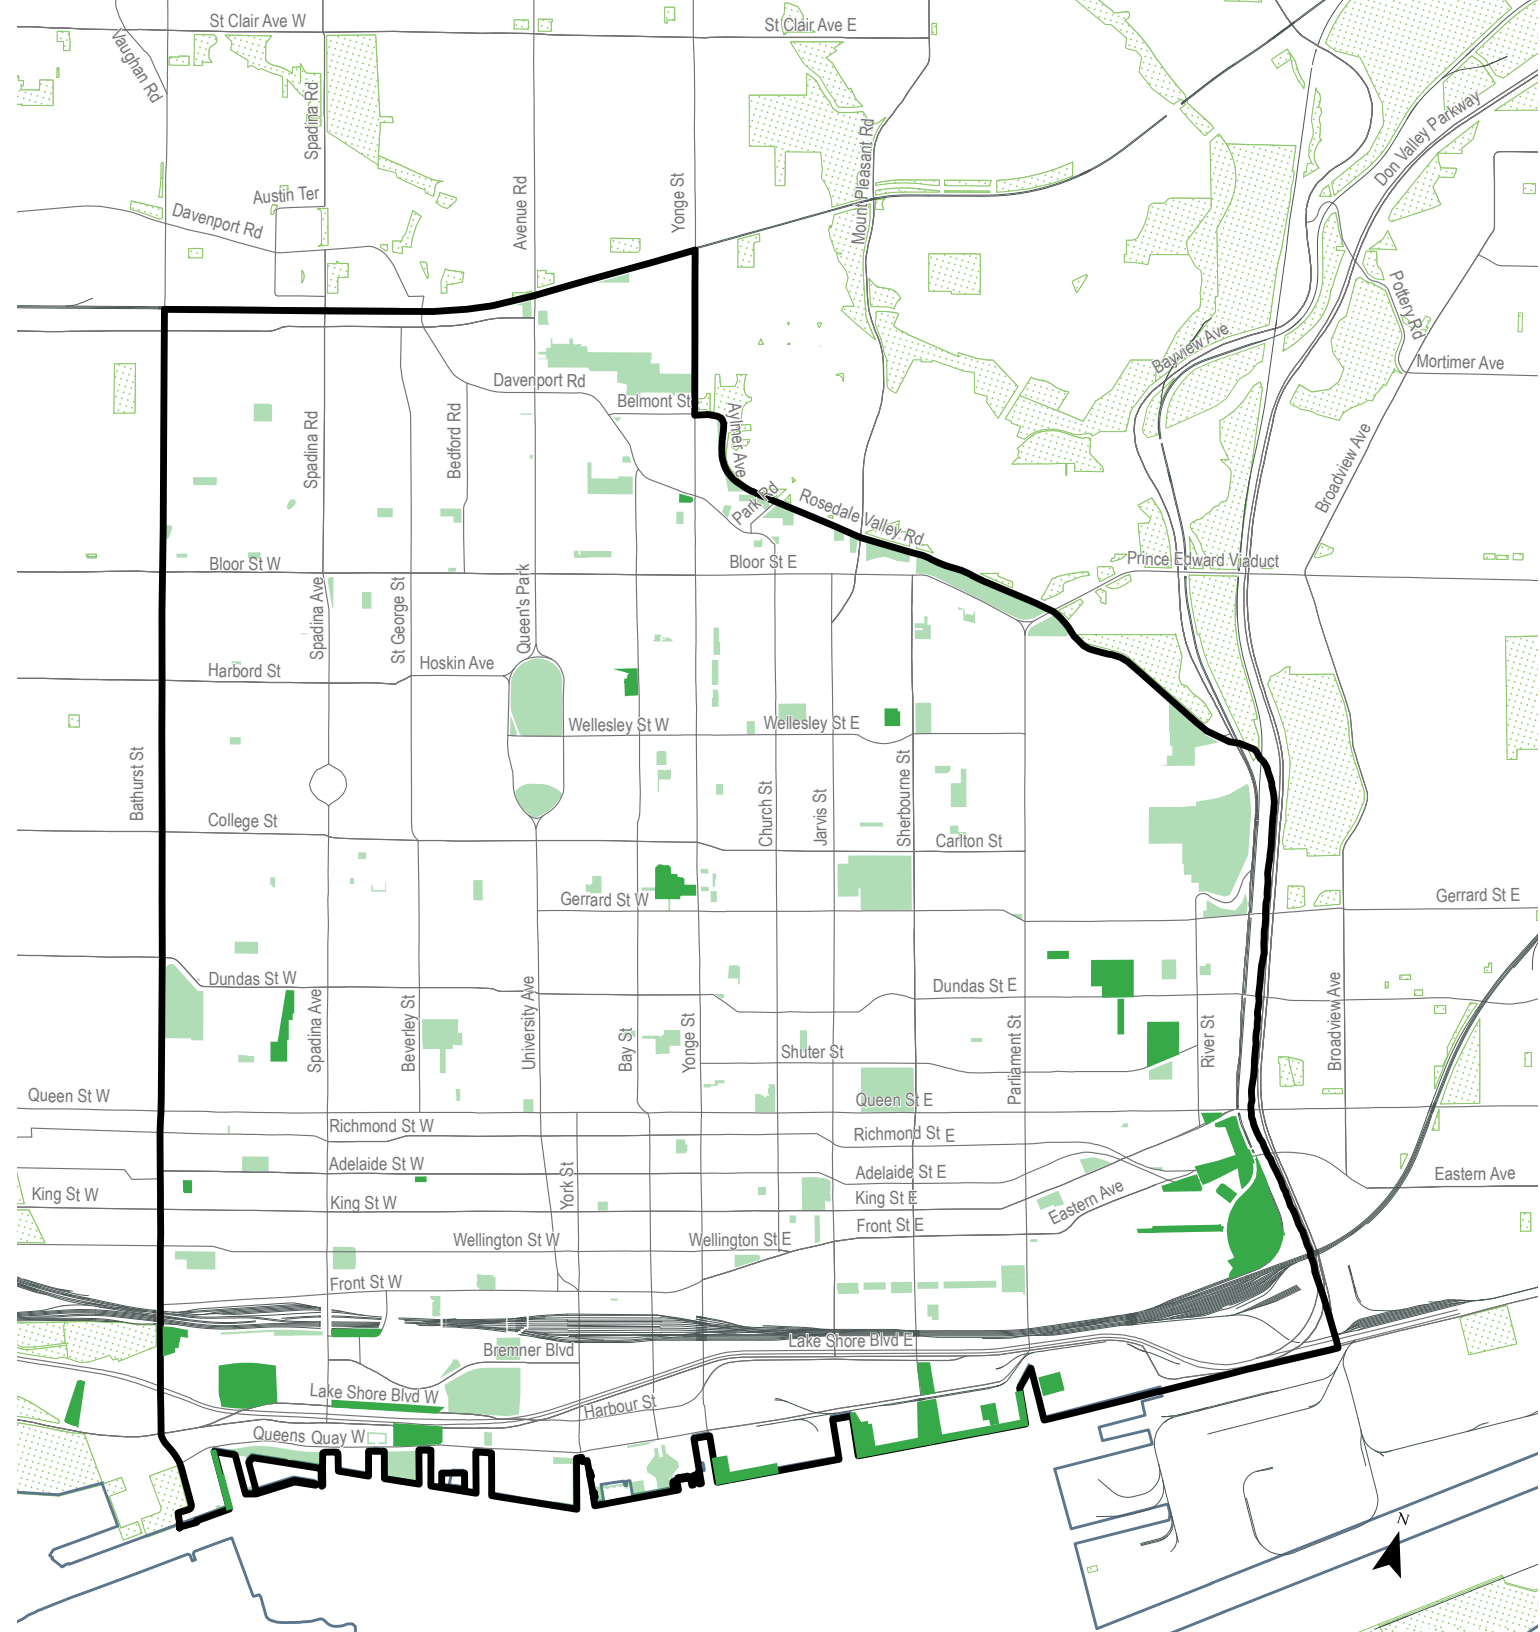 St Clair Ave W
St Clair Ave E
Vaughan Rd
Spadina Rd
Don Valley Parkway
Mount Pleasant Rd
Austin Ter
Davenport Rd
Avenue Rd
Yonge St
Pottery Rd
Bayview Ave
Mortimer Ave
Davenport Rd
Belmont St
Spadina Rd
Bedford Rd
Aylmer Ave
Broadview Ave
Park Rd
Rosedale Valley Rd
Bloor St W
Bloor St E
Prince Edward Viaduct
Spadina Ave
St George St
Queen's Park
Harbord St
Hoskin Ave
Wellesley St W
Wellesley St E
Bathurst St
Church St
Jarvis St
Sherbourne St
College St
Carlton St
Gerrard St W
Gerrard St E
Dundas St W
Dundas St E
Spadina Ave
Beverley St
University Ave
Bay St
Yonge St
Shuter St
Parliament St
River St
Broadview Ave
Queen St W
Queen St E
Richmond St W
Richmond St E
Adelaide St W
Adelaide St E
Eastern Ave
King St W
King St W
York St
King St E
Eastern Ave
Front St E
Wellington St W
Wellington St E
Front St W
Lake Shore Blvd E
Bremner Blvd
Lake Shore Blvd W
Harbour St
Queens Quay W
N